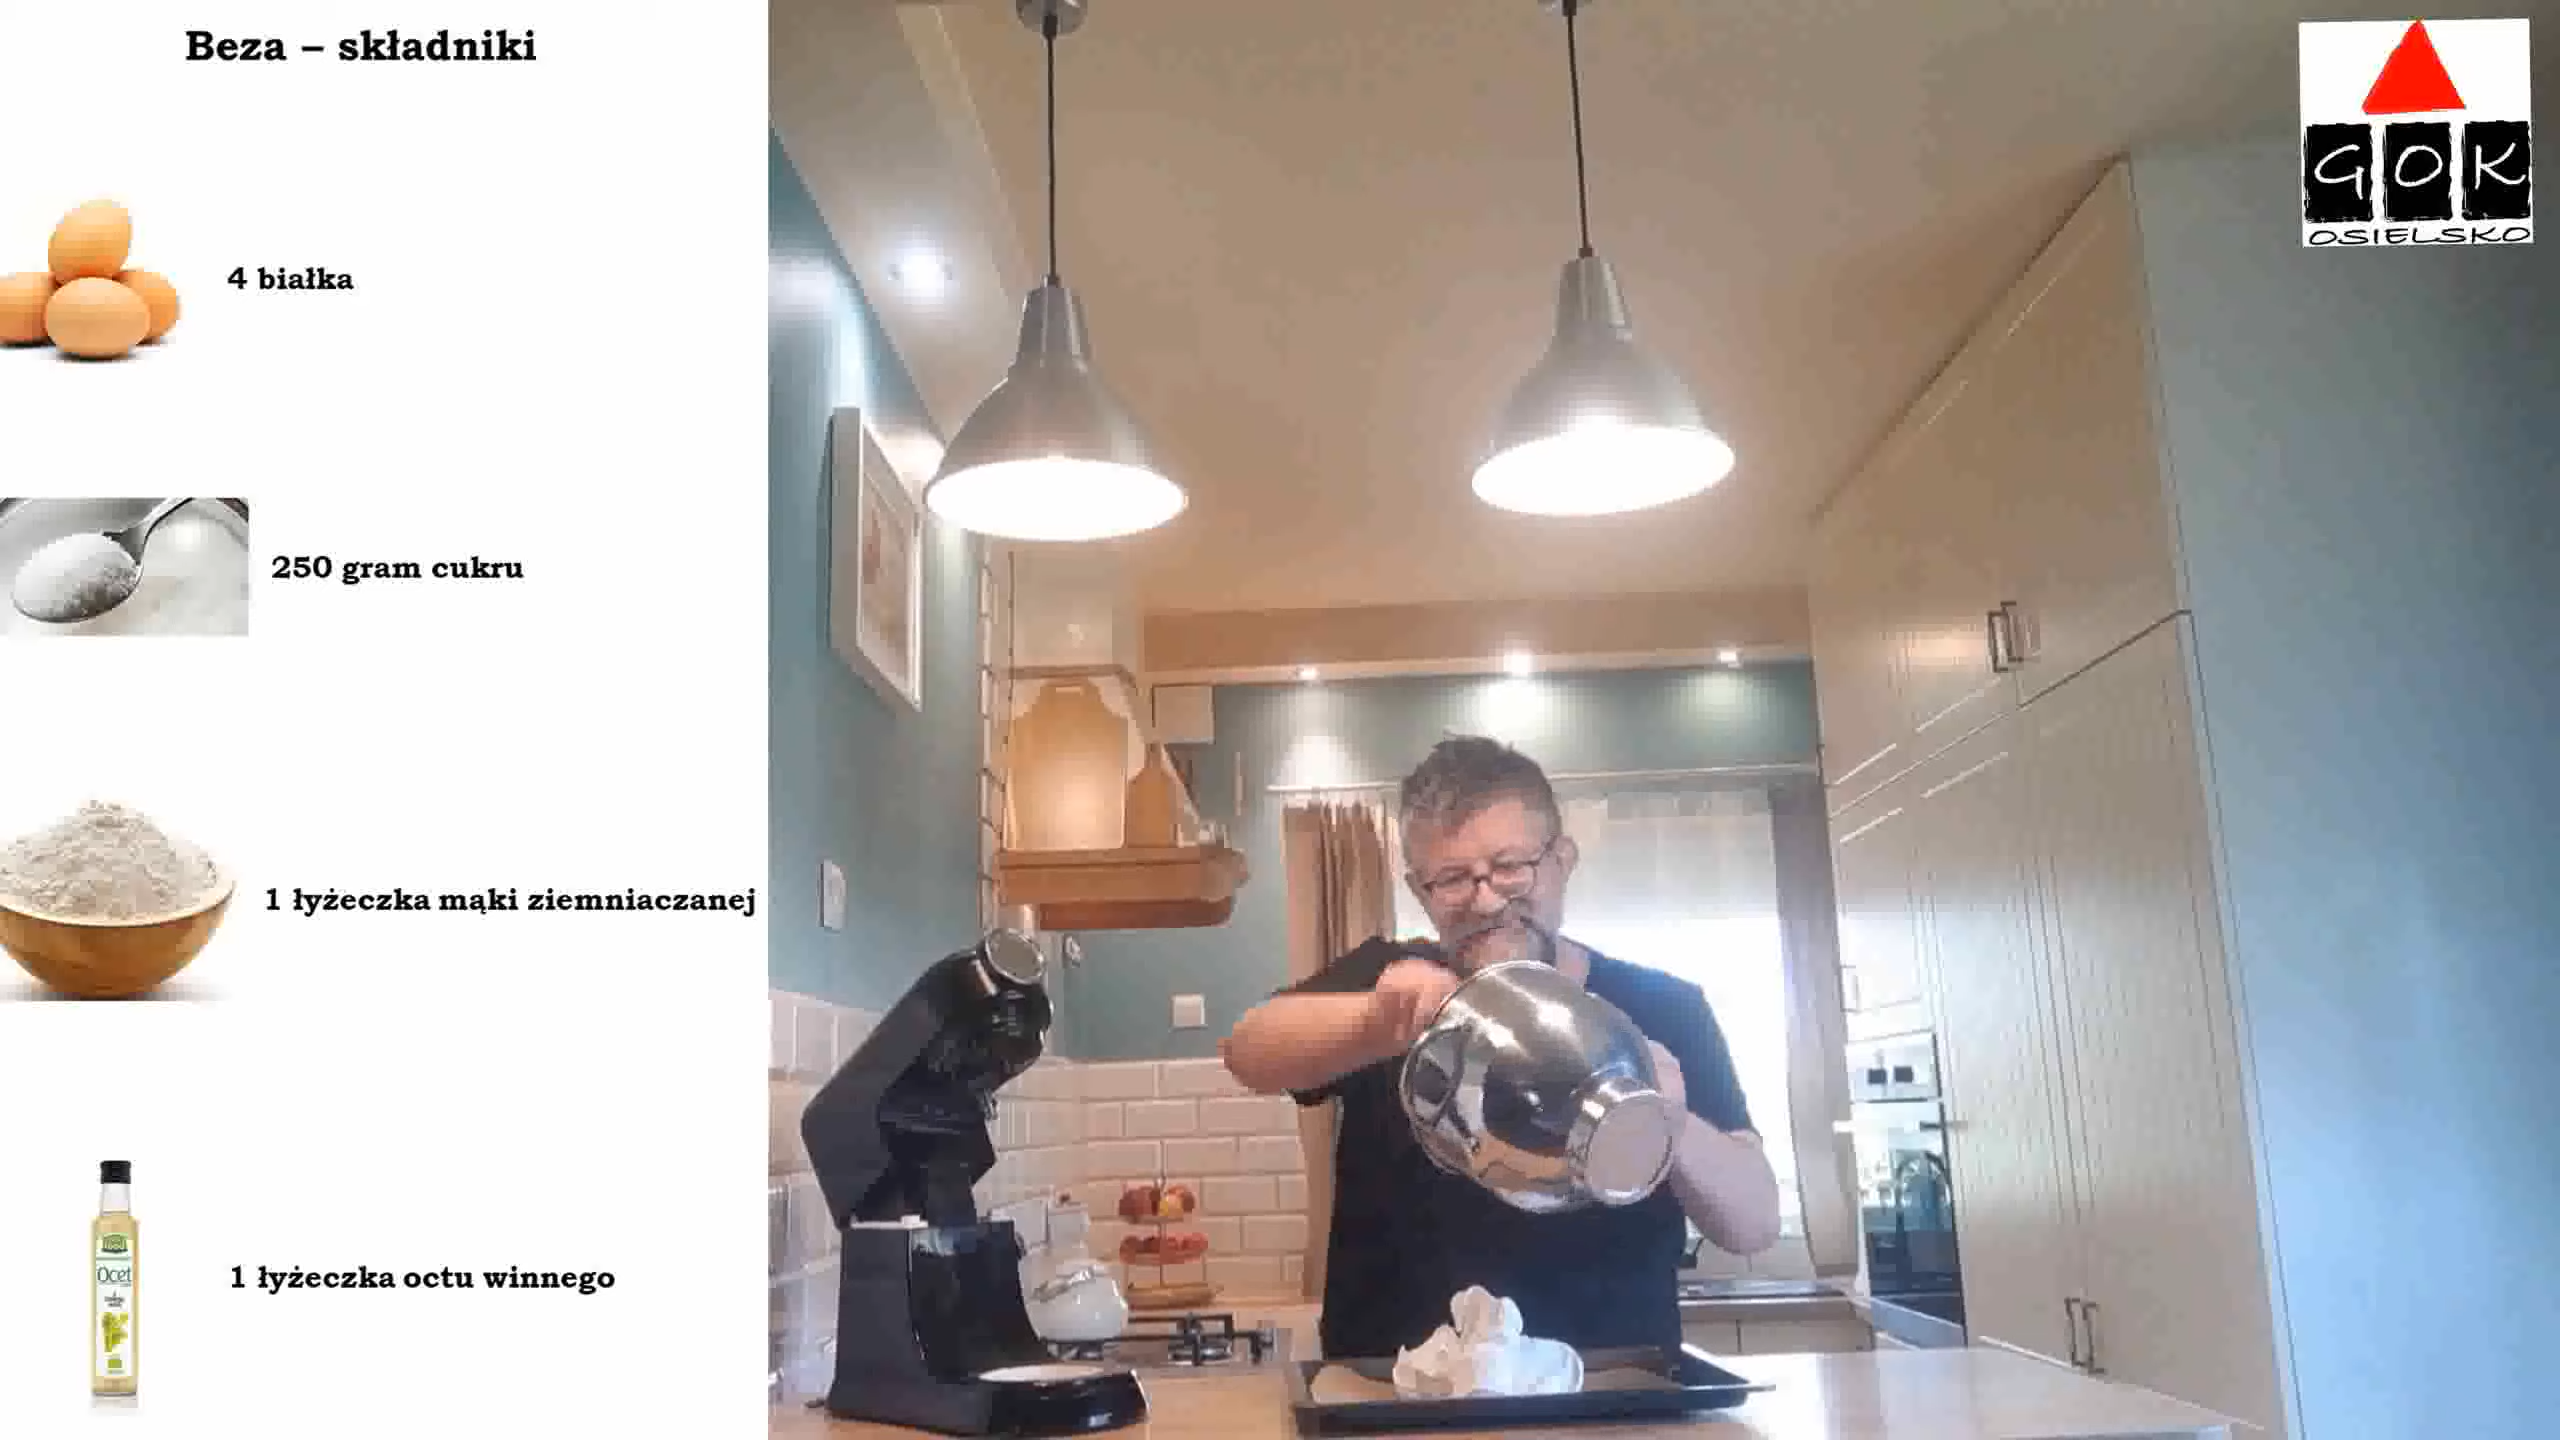 Beza – składniki
4 białka
250 gram cukru
1 łyżeczka mąki ziemniaczanej
Ocet
1 łyżeczka octu winnego
GOK
OSIELSKO